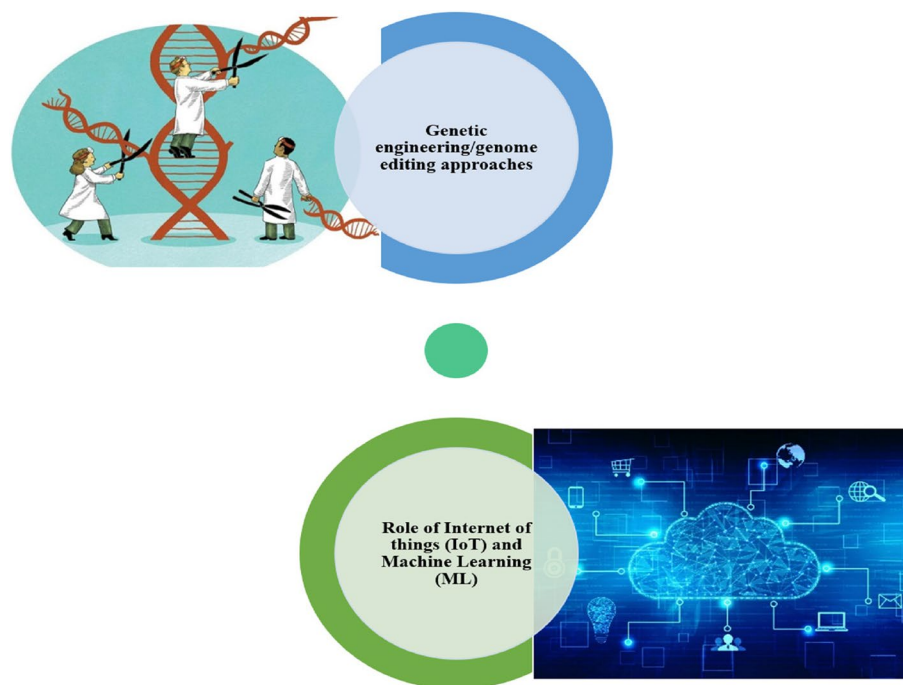 Genetic
engineering/genome
editing approaches
Role of Internet of
things (IoT) and
Machine Learning
(ML)